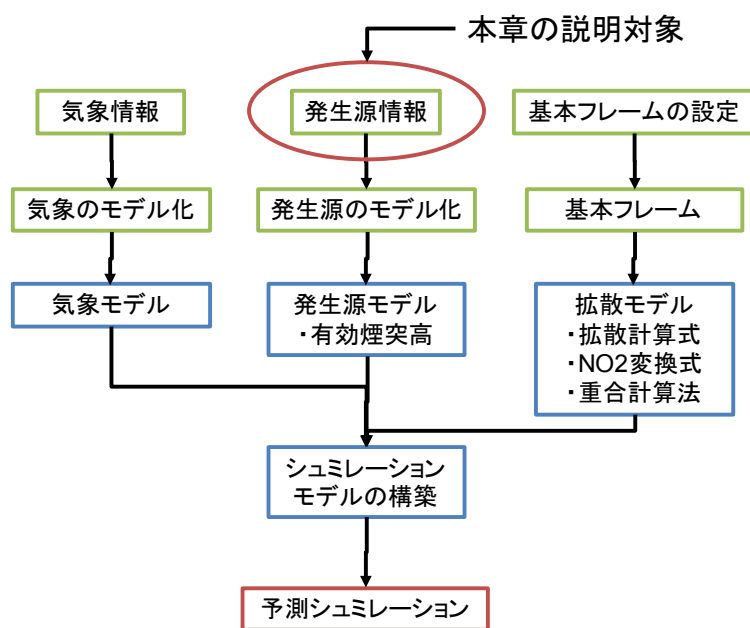 本章の説明対象
気象情報
発生源情報
基本フレームの設定
気象のモデル化
発生源のモデル化
基本フレーム
気象モデル
発生源モデル
・有効煙突高
拡散モデル
・拡散計算式
・NO2変換式
・重合計算法
シュミレーション
モデルの構築
予測シュミレーション